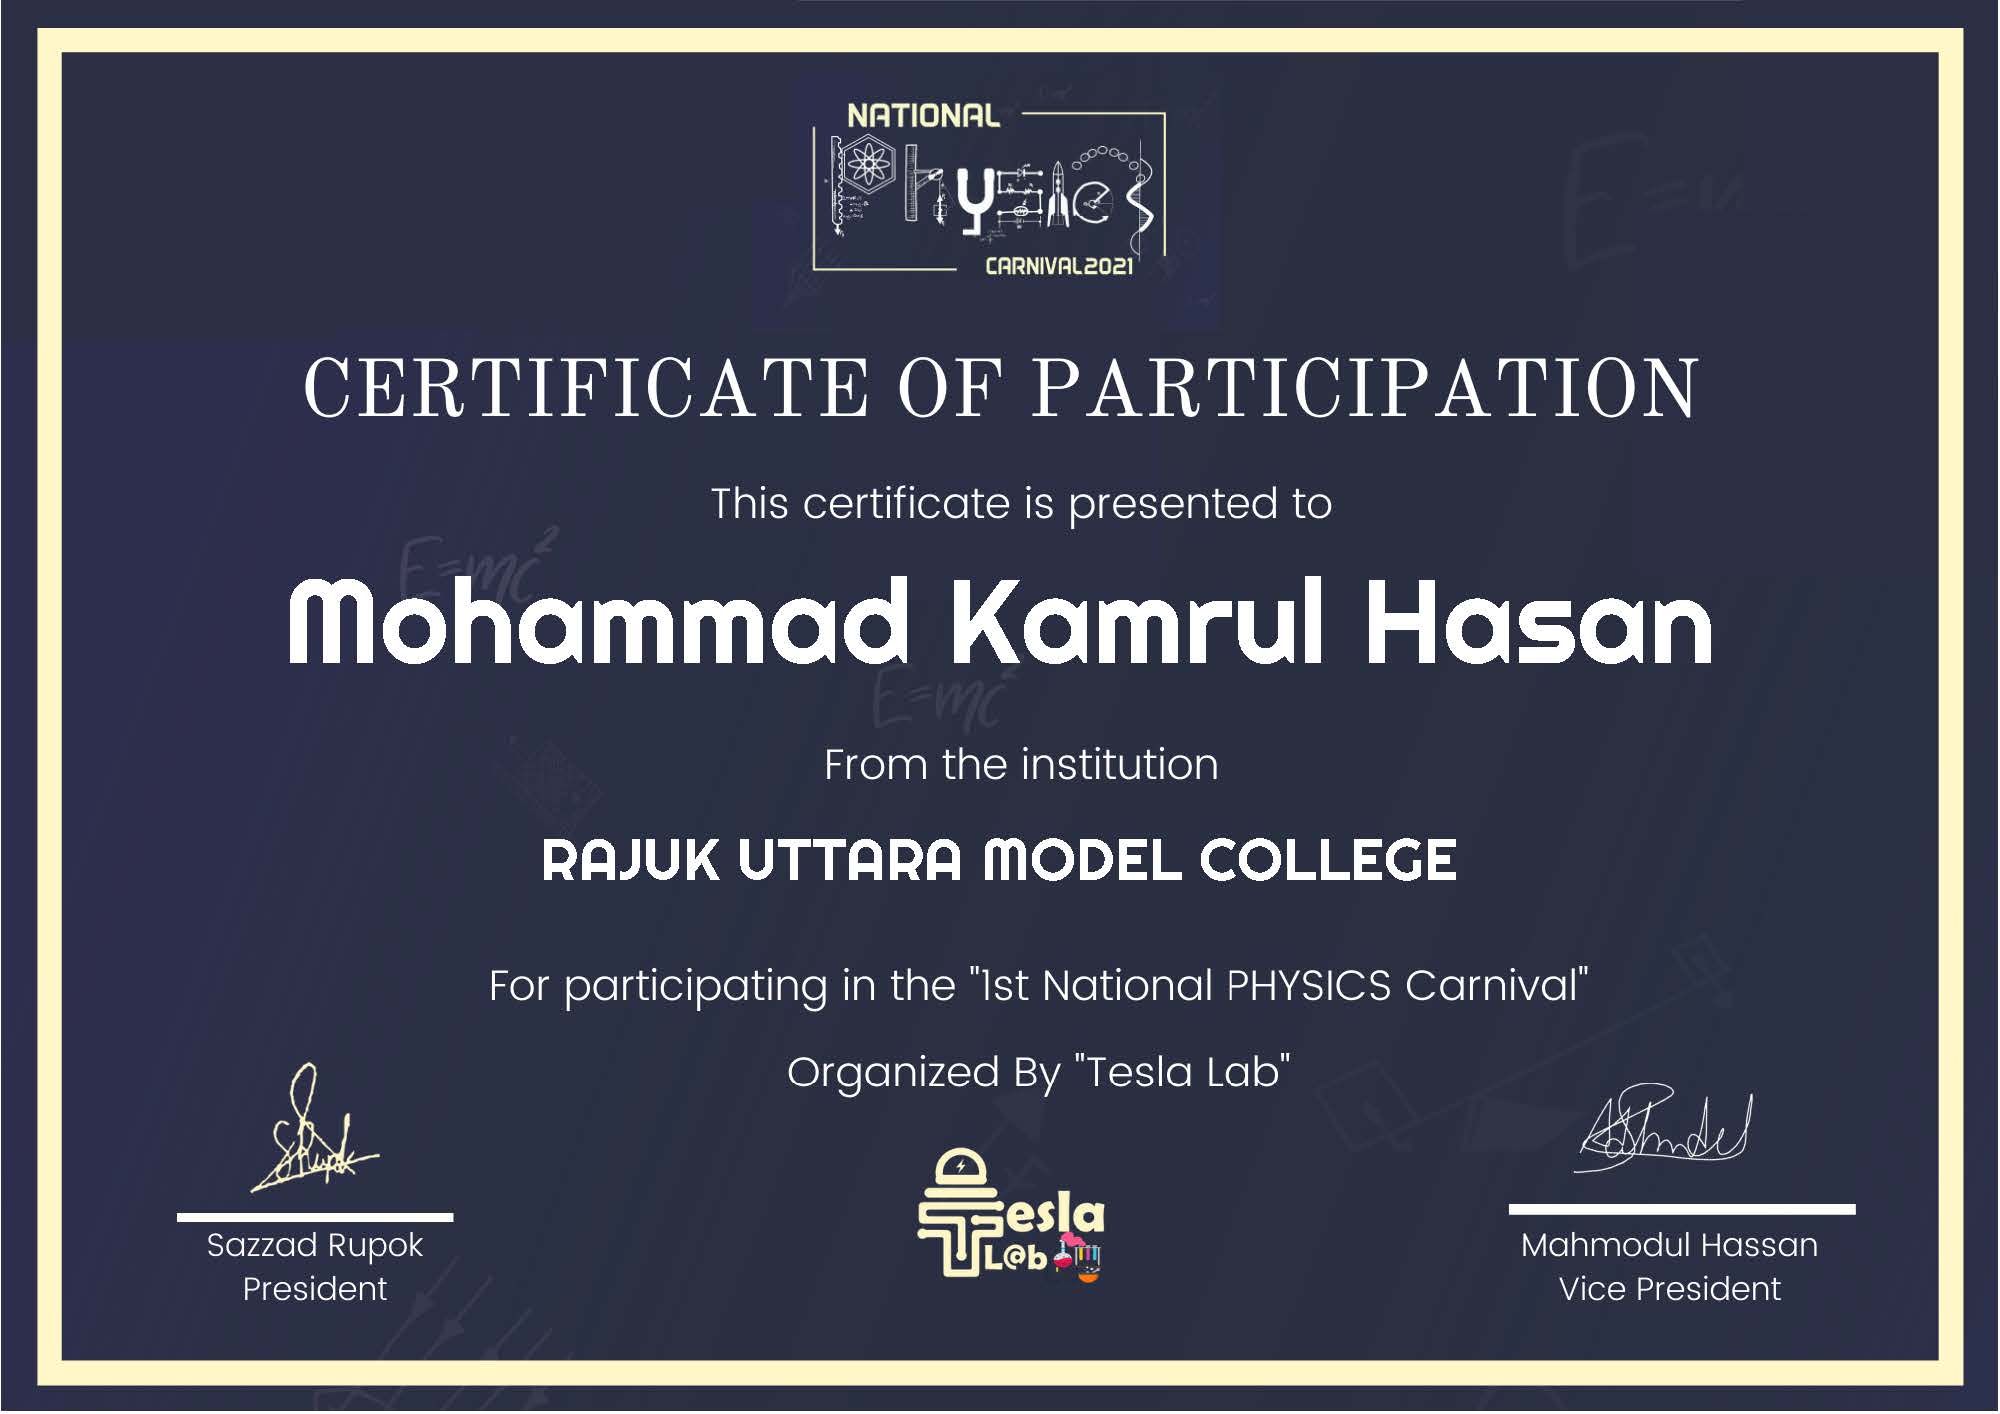 NATIONAL
Physics
CARNIVAL2021
CERTIFICATE OF PARTICIPATION
This certificate is presented to
E=mc²
Mohammad Kamrul Hasan
E=mc²
From the institution
RAJUK UTTARA MODEL COLLEGE
For participating in the "1st National PHYSICS Carnival"
Organized By "Tesla Lab"
Tesla
L@b
Sazzad Rupok
President
Mahmodul Hassan
Vice President